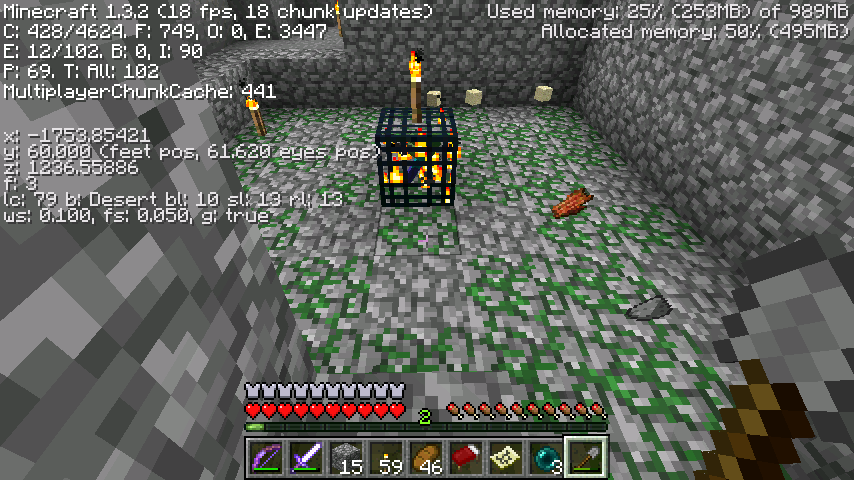 Minecraft 1.3.2 (18 fps, 18 chunk updates)
Used memory: 25% (253MB) of 989MB
C: 428/4624. F: 749, O: 0, E: 3447
Allocated memory: 50% (495MB)
E: 12/102. B: 0, I: 90
P: 69. T: All: 102
MultiplayerChunkCache: 441
x: -1753.85421
y: 60.000 (feet pos, 61.620 eyes pos)
z: 1236.55886
f: 3
lc: 79 b: Desert bl: 10 sl: 13 rl: 13
ws: 0.100, fs: 0.050, g: true
2
15 59 46 3